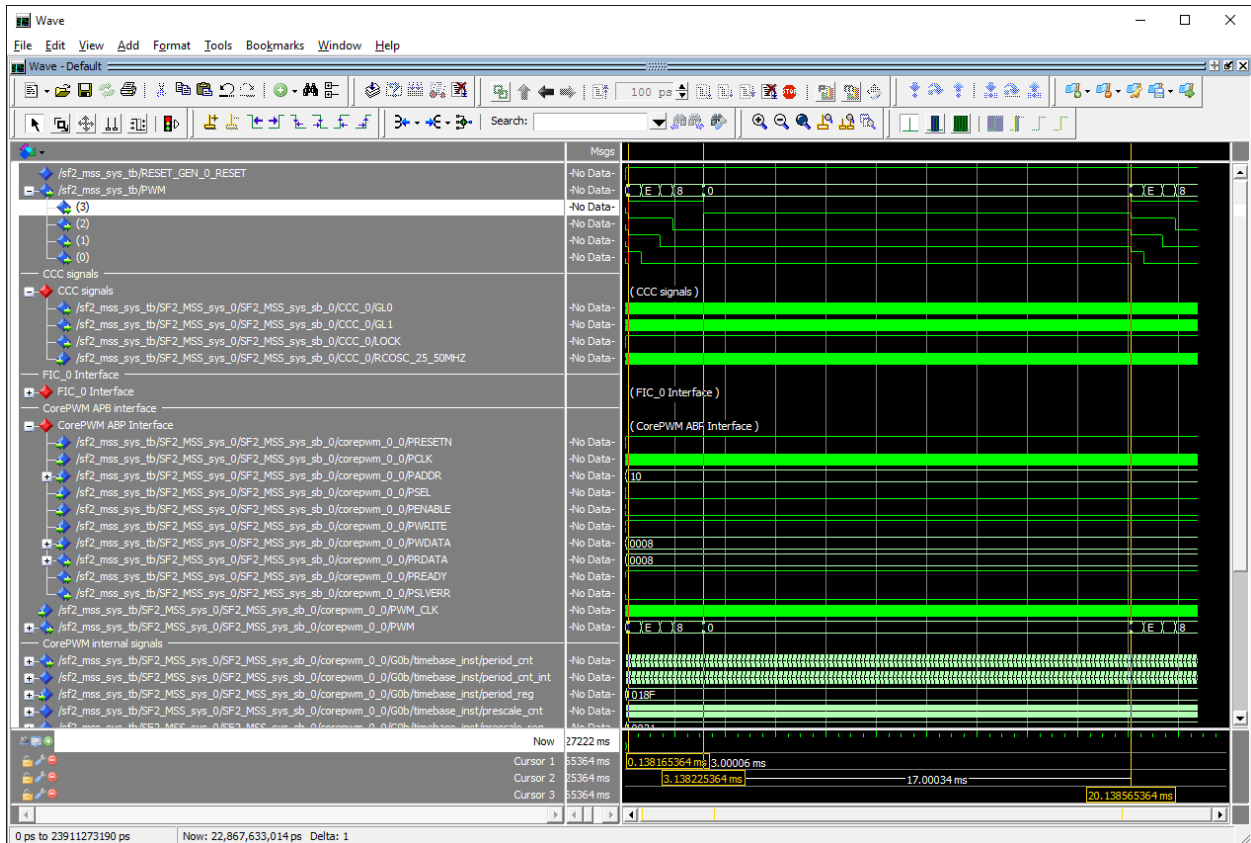 Wave
File Edit View Add Format Tools Bookmarks Window Help
Wave - Default
100 ps
Search:
Msgs
/sf2_mss_sys_tb/RESET_GEN_0_RESET -No Data-
/sf2_mss_sys_tb/PWM -No Data- E 8 0 E 8
(3) -No Data-
(2) -No Data-
(1) -No Data-
(0) -No Data-
CCC signals
CCC signals ( CCC signals )
/sf2_mss_sys_tb/SF2_MSS_sys_0/SF2_MSS_sys_sb_0/CCC_0/GL0 -No Data-
/sf2_mss_sys_tb/SF2_MSS_sys_0/SF2_MSS_sys_sb_0/CCC_0/GL1 -No Data-
/sf2_mss_sys_tb/SF2_MSS_sys_0/SF2_MSS_sys_sb_0/CCC_0/LOCK -No Data-
/sf2_mss_sys_tb/SF2_MSS_sys_0/SF2_MSS_sys_sb_0/CCC_0/RCOSC_25_50MHZ -No Data-
FIC_0 Interface
FIC_0 Interface ( FIC_0 Interface )
CorePWM APB interface
CorePWM ABP Interface ( CorePWM ABP Interface )
/sf2_mss_sys_tb/SF2_MSS_sys_0/SF2_MSS_sys_sb_0/corepwm_0_0/PRESETN -No Data-
/sf2_mss_sys_tb/SF2_MSS_sys_0/SF2_MSS_sys_sb_0/corepwm_0_0/PCLK -No Data-
/sf2_mss_sys_tb/SF2_MSS_sys_0/SF2_MSS_sys_sb_0/corepwm_0_0/PADDR -No Data- 10
/sf2_mss_sys_tb/SF2_MSS_sys_0/SF2_MSS_sys_sb_0/corepwm_0_0/PSEL -No Data-
/sf2_mss_sys_tb/SF2_MSS_sys_0/SF2_MSS_sys_sb_0/corepwm_0_0/PENABLE -No Data-
/sf2_mss_sys_tb/SF2_MSS_sys_0/SF2_MSS_sys_sb_0/corepwm_0_0/PWRITE -No Data-
/sf2_mss_sys_tb/SF2_MSS_sys_0/SF2_MSS_sys_sb_0/corepwm_0_0/PWDATA -No Data- 0008
/sf2_mss_sys_tb/SF2_MSS_sys_0/SF2_MSS_sys_sb_0/corepwm_0_0/PRDATA -No Data- 0008
/sf2_mss_sys_tb/SF2_MSS_sys_0/SF2_MSS_sys_sb_0/corepwm_0_0/PREADY -No Data-
/sf2_mss_sys_tb/SF2_MSS_sys_0/SF2_MSS_sys_sb_0/corepwm_0_0/PSLVERR -No Data-
/sf2_mss_sys_tb/SF2_MSS_sys_0/SF2_MSS_sys_sb_0/corepwm_0_0/PWM_CLK -No Data-
/sf2_mss_sys_tb/SF2_MSS_sys_0/SF2_MSS_sys_sb_0/corepwm_0_0/PWM -No Data- E 8 0 E 8
CorePWM internal signals
/sf2_mss_sys_tb/SF2_MSS_sys_0/SF2_MSS_sys_sb_0/corepwm_0_0/G0b/timebase_inst/period_cnt -No Data-
/sf2_mss_sys_tb/SF2_MSS_sys_0/SF2_MSS_sys_sb_0/corepwm_0_0/G0b/timebase_inst/period_cnt_int -No Data-
/sf2_mss_sys_tb/SF2_MSS_sys_0/SF2_MSS_sys_sb_0/corepwm_0_0/G0b/timebase_inst/period_reg -No Data- 018F
/sf2_mss_sys_tb/SF2_MSS_sys_0/SF2_MSS_sys_sb_0/corepwm_0_0/G0b/timebase_inst/prescale_cnt -No Data-
Now 27222 ms
Cursor 1 55364 ms 0.138165364 ms 3.00006 ms
Cursor 2 25364 ms 3.138225364 ms 17.00034 ms
Cursor 3 55364 ms 20.138565364 ms
0 ps to 23911273190 ps Now: 22,867,633,014 ps Delta: 1